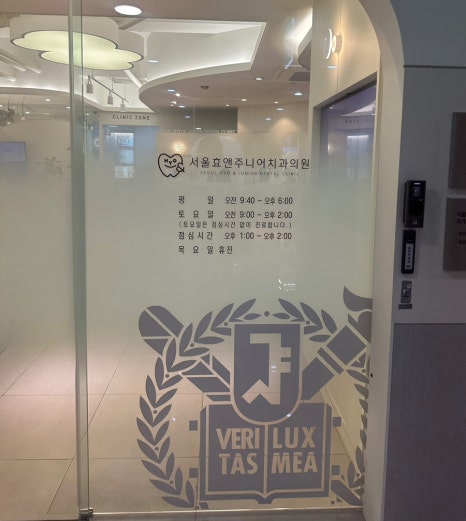 CLINIC ZONE
HYO
서울효앤주니어치과의원
SEOUL HYO & JUNIOR DENTAL CLINIC
평 일 오전 9:40 ~ 오후 6:00
토 요 일 오전 9:00 ~ 오후 2:00
(토요일은 점심시간 없이 진료합니다.)
점심시간 오후 1:00 ~ 오후 2:00
목 요 일 휴진
VERI LUX
TAS MEA